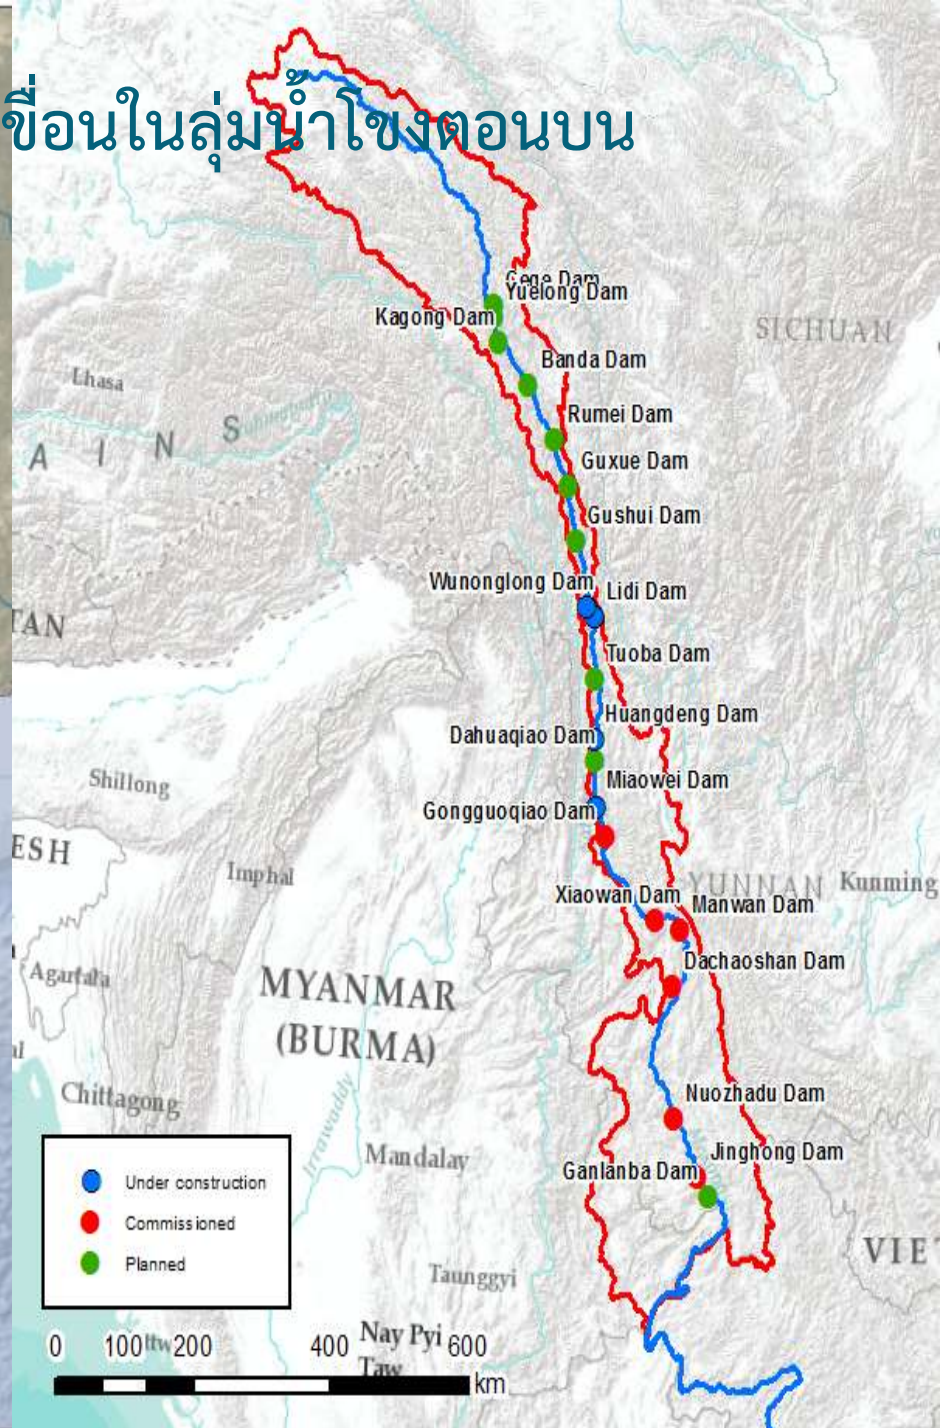 ขื่อนในลุ่มน้ำโขงตอนบน
Yuelong Dam
Kagong Dam
SICHUAN
Banda Dam
Lhasa
Rumei Dam
A I N S
Guxue Dam
Gushui Dam
Wunonglong Dam
Lidi Dam
TAN
Tuoba Dam
Huangdeng Dam
Dahuaqiao Dam
Shillong
Miaowei Dam
Gongguoqiao Dam
ESH
Imphal
YUNNAN
Kunming
Xiaowan Dam
Manwan Dam
Dachaoshan Dam
Agartala
MYANMAR
(BURMA)
Chittagong
Nuozhadu Dam
Irrawaddy
Mandalay
Jinghong Dam
Ganlanba Dam
Under construction
Commissioned
Planned
VIE
Taunggyi
Nay Pyi
Taw
0 100 200 400 600
km